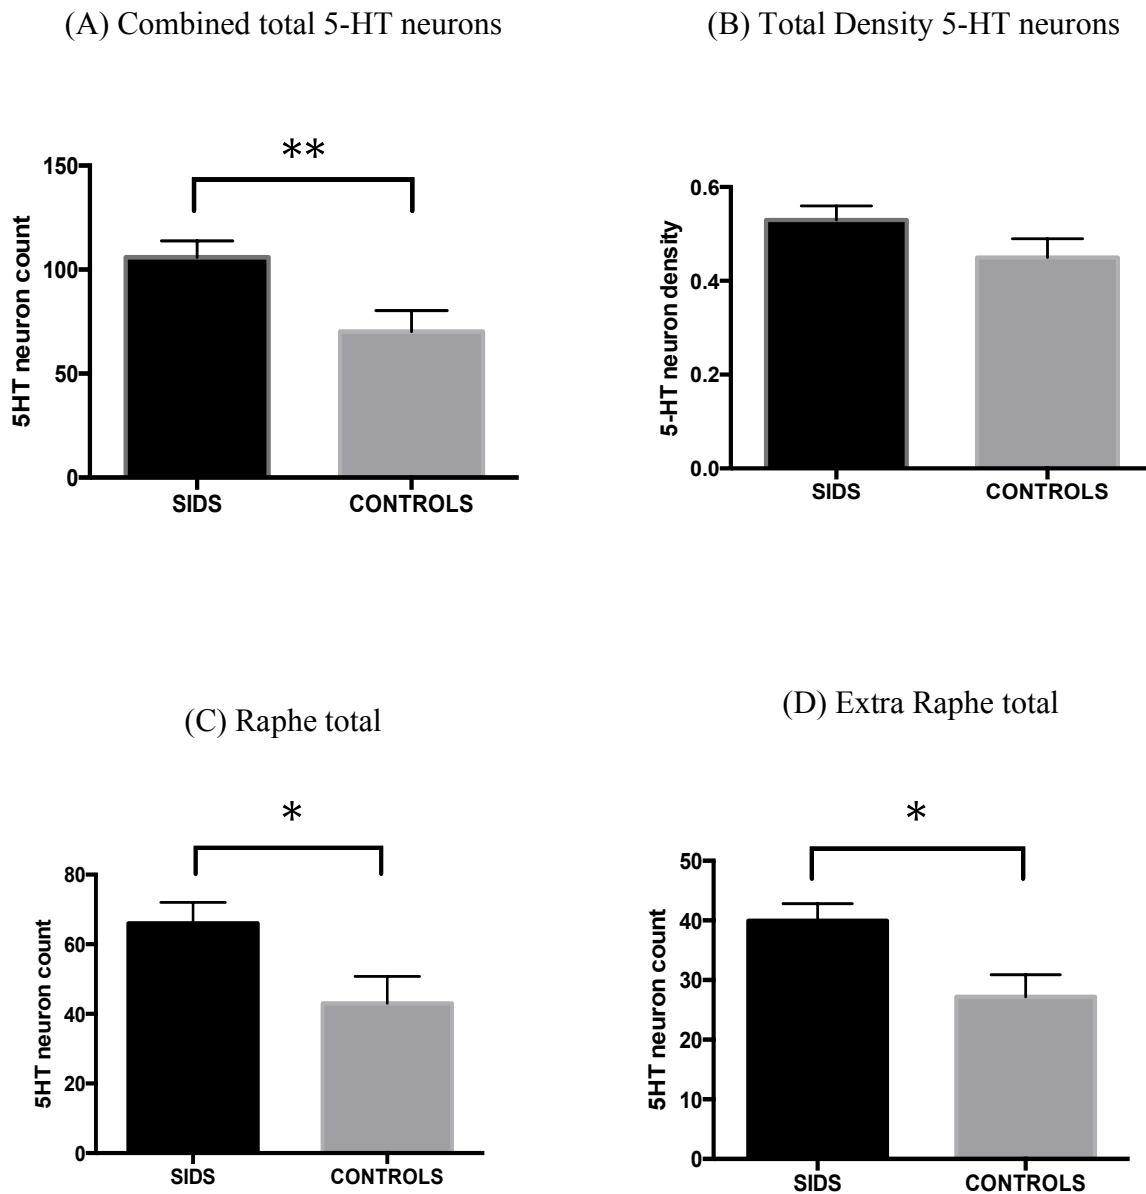 (A) Combined total 5-HT neurons
**
150
100
50
0
5HT neuron count
SIDS
CONTROLS
(B) Total Density 5-HT neurons
0.6
0.4
0.2
0.0
5-HT neuron density
SIDS
CONTROLS
(C) Raphe total
*
80
60
40
20
0
5HT neuron count
SIDS
CONTROLS
(D) Extra Raphe total
*
50
40
30
20
10
0
5HT neuron count
SIDS
CONTROLS